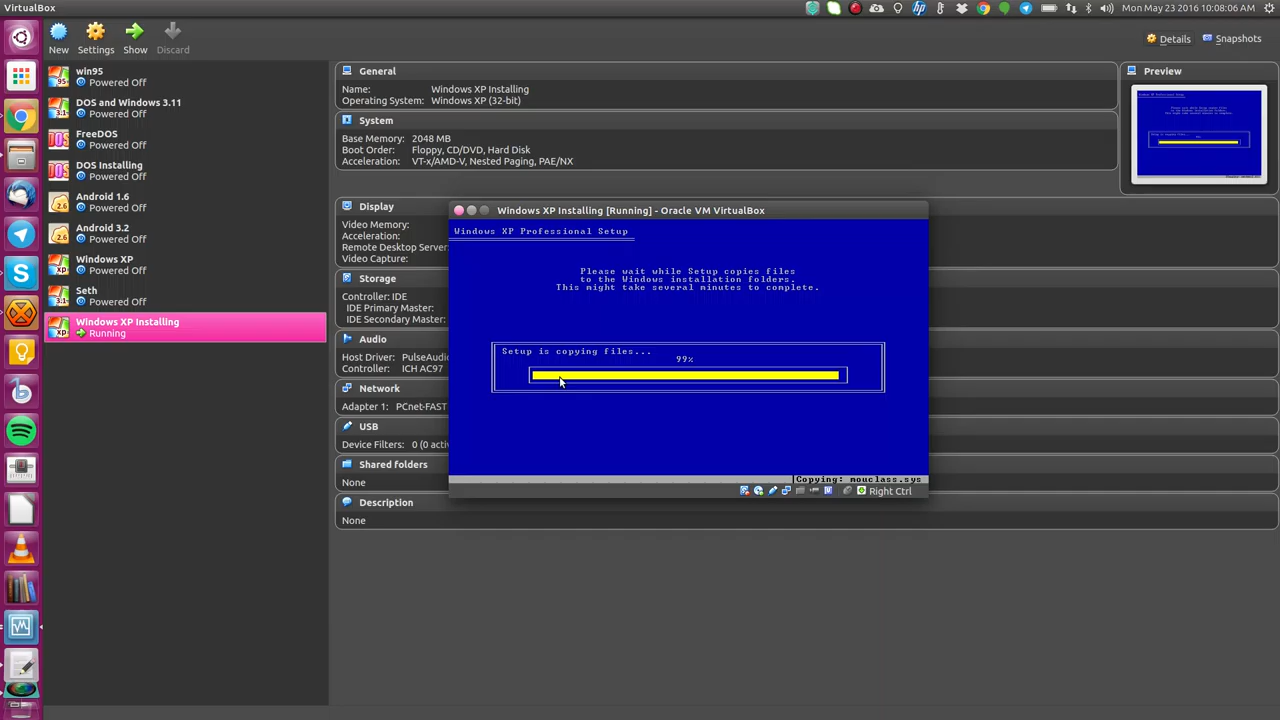 VirtualBox
Mon May 23 2016 10:08:06 AM
New
Settings
Show
Discard
Details
Snapshots
win95
Powered Off
DOS and Windows 3.11
Powered Off
FreeDOS
Powered Off
DOS Installing
Powered Off
Android 1.6
Powered Off
Android 3.2
Powered Off
Windows XP
Powered Off
Seth
Powered Off
Windows XP Installing
Running
General
Name: Windows XP Installing
Operating System: Windows XP (32-bit)
System
Base Memory: 2048 MB
Boot Order: Floppy, CD/DVD, Hard Disk
Acceleration: VT-x/AMD-V, Nested Paging, PAE/NX
Preview
Display
Video Memory:
Acceleration:
Remote Desktop Server:
Video Capture:
Storage
Controller: IDE
IDE Primary Master:
IDE Secondary Master:
Audio
Host Driver: PulseAudio
Controller: ICH AC97
Network
Adapter 1: PCnet-FAST
USB
Device Filters: 0 (0 activ
Shared folders
None
Description
None
Windows XP Installing [Running] - Oracle VM VirtualBox
Windows XP Professional Setup
Please wait while Setup copies files
to the Windows installation folders.
This might take several minutes to complete.
Setup is copying files...
99%
Copying: mouclass.sys
Right Ctrl